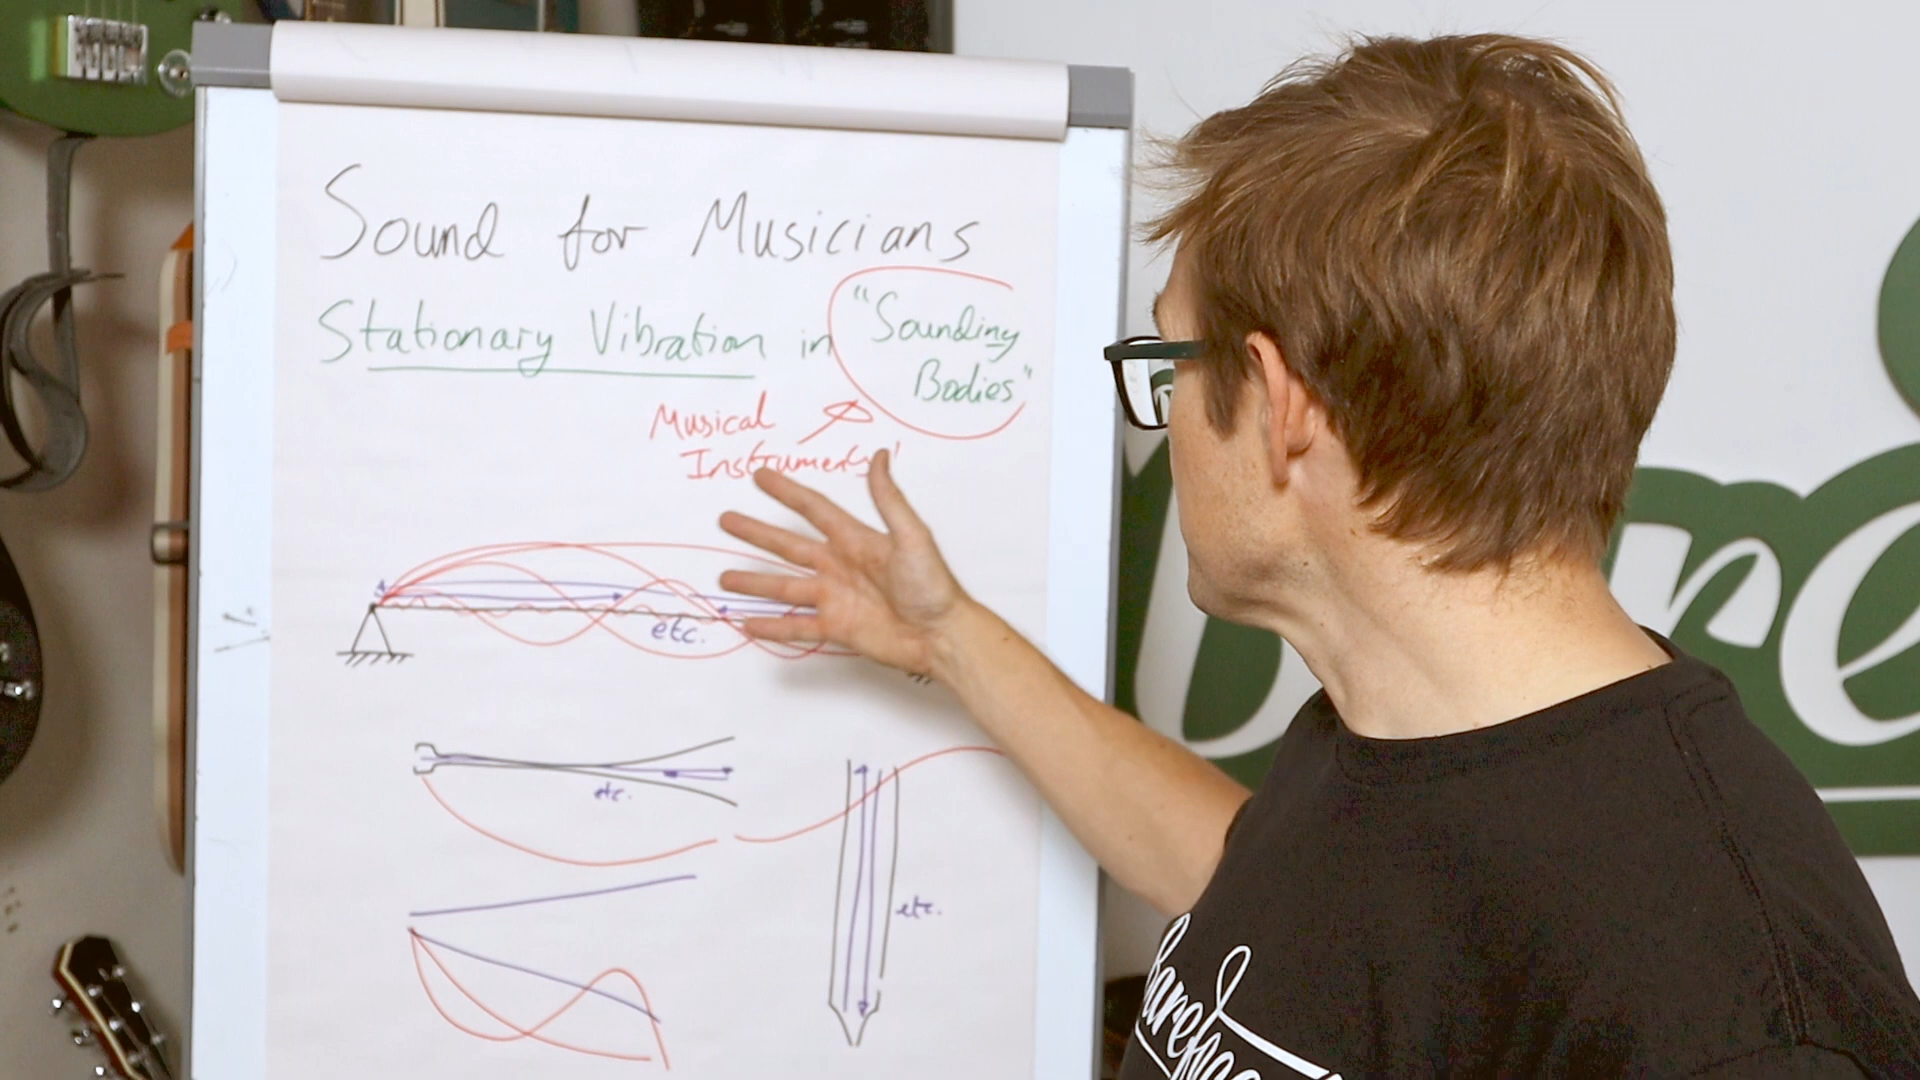 Sound for Musicians
Stationary Vibration in "Sounding
Bodies"
Musical
Instruments
etc.
etc.
etc.